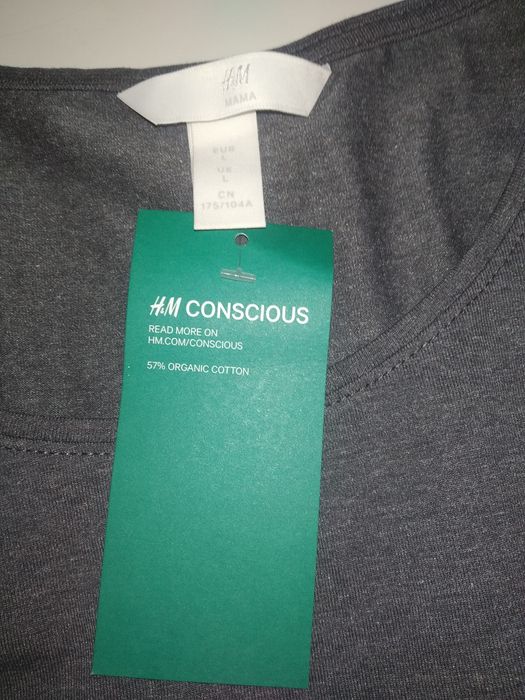 H&M
MAMA
EUR
L
US
L
CN
175/104A
H&M CONSCIOUS
READ MORE ON
HM.COM/CONSCIOUS
57% ORGANIC COTTON